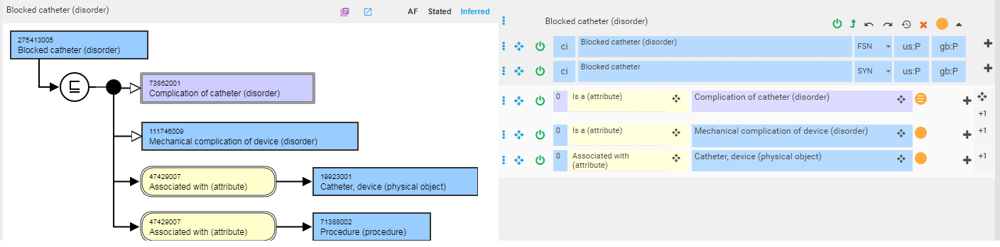 Blocked catheter (disorder)
AF Stated Inferred
275413005
Blocked catheter (disorder)
⊑
73862001
Complication of catheter (disorder)
111746009
Mechanical complication of device (disorder)
47429007
Associated with (attribute)
19923001
Catheter, device (physical object)
47429007
Associated with (attribute)
71388002
Procedure (procedure)
Blocked catheter (disorder)
ci Blocked catheter (disorder) FSN us:P gb:P
ci Blocked catheter SYN us:P gb:P
0 Is a (attribute) Complication of catheter (disorder)
+1
0 Is a (attribute) Mechanical complication of device (disorder) +1
0 Associated with Catheter, device (physical object) +1
(attribute)